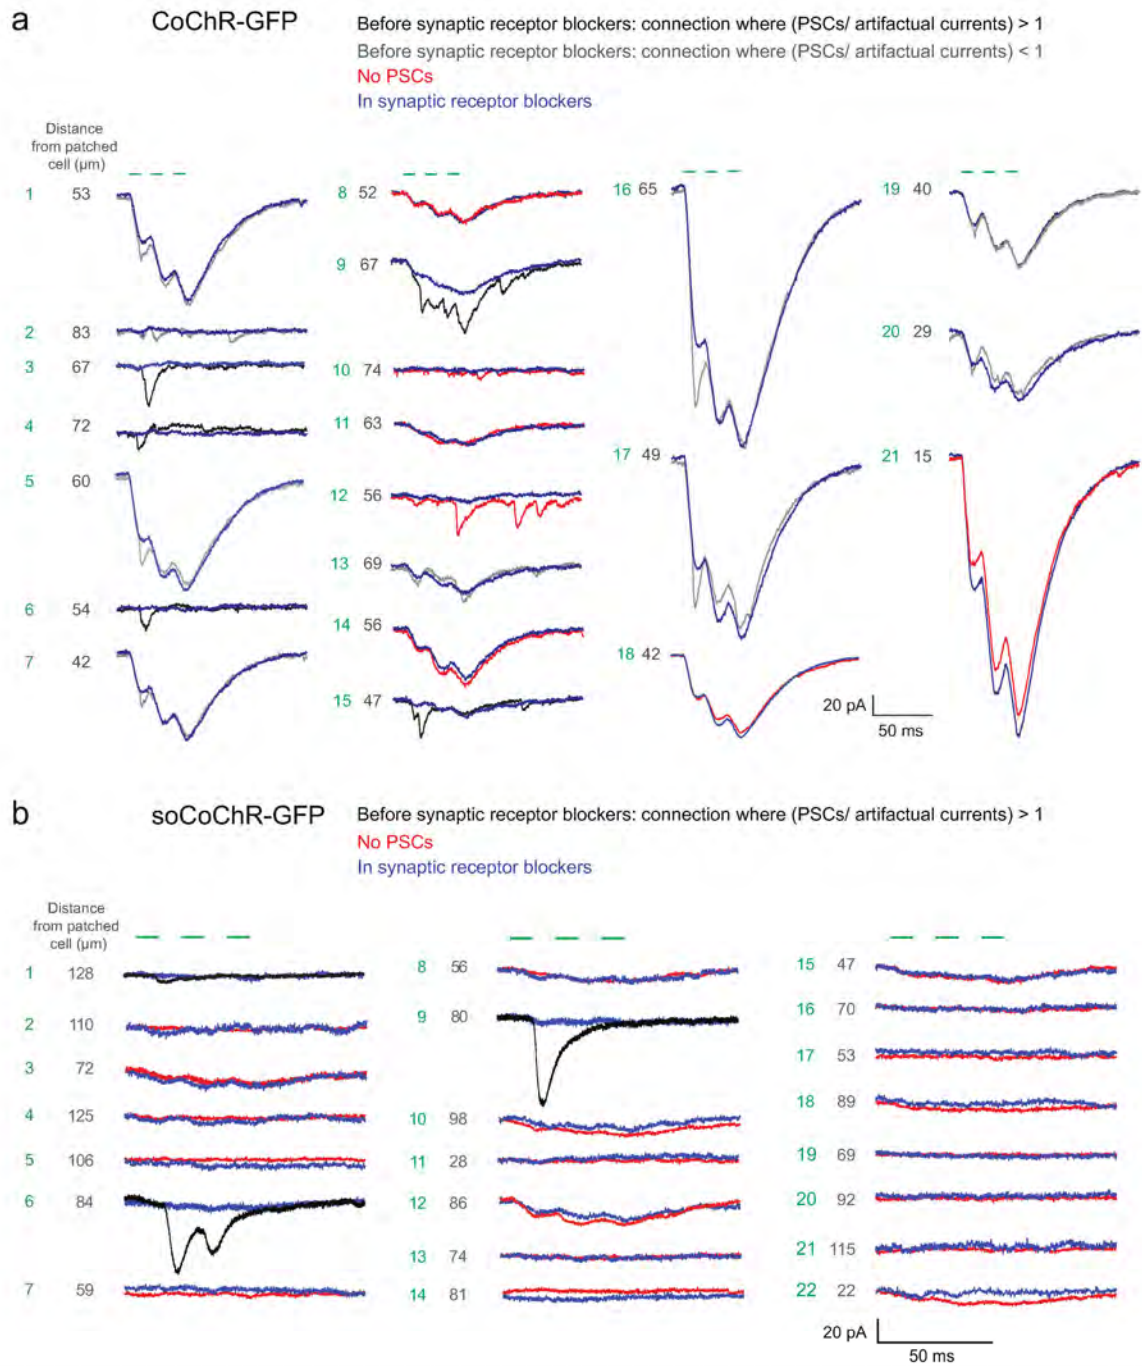 a
CoChR-GFP
Before synaptic receptor blockers: connection where (PSCs/ artifactual currents) > 1
Before synaptic receptor blockers: connection where (PSCs/ artifactual currents) < 1
No PSCs
In synaptic receptor blockers
Distance
from patched
cell (µm)
1 53
2 83
3 67
4 72
5 60
6 54
7 42
8 52
9 67
10 74
11 63
12 56
13 69
14 56
15 47
16 65
17 49
18 42
19 40
20 29
21 15
20 pA
50 ms
b
soCoChR-GFP
Before synaptic receptor blockers: connection where (PSCs/ artifactual currents) > 1
No PSCs
In synaptic receptor blockers
Distance
from patched
cell (µm)
1 128
2 110
3 72
4 125
5 106
6 84
7 59
8 56
9 80
10 98
11 28
12 86
13 74
14 81
15 47
16 70
17 53
18 89
19 69
20 92
21 115
22 22
20 pA
50 ms